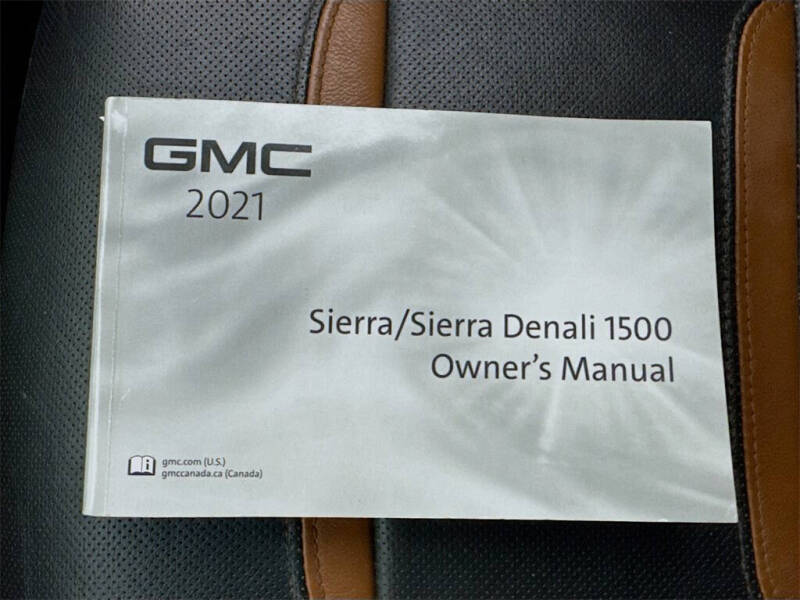 GMC
2021
Sierra/Sierra Denali 1500
Owner's Manual
gmc.com (U.S.)
gmccanada.ca (Canada)